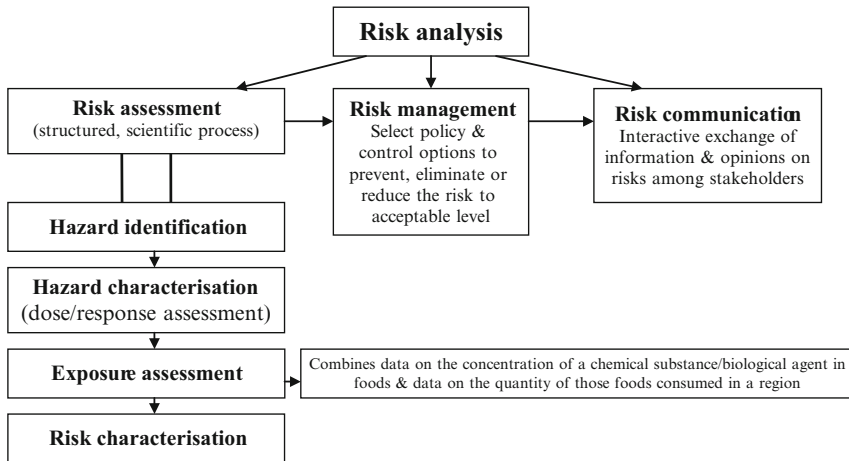 Risk analysis
Risk assessment
(structured, scientific process)
Risk management
Select policy &
control options to
prevent, eliminate or
reduce the risk to
acceptable level
Risk communication
Interactive exchange of
information & opinions on
risks among stakeholders
Hazard identification
Hazard characterisation
(dose/response assessment)
Exposure assessment
Combines data on the concentration of a chemical substance/biological agent in
foods & data on the quantity of those foods consumed in a region
Risk characterisation